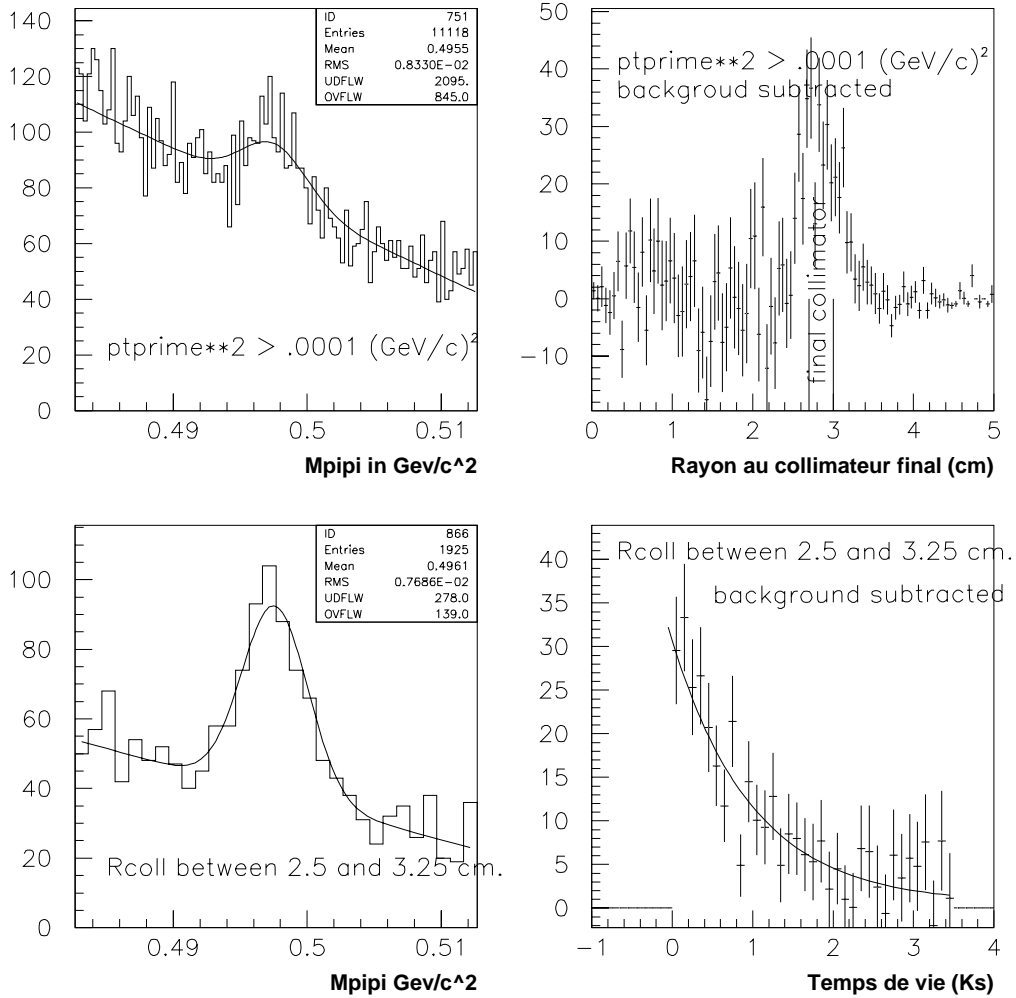 ID 751
Entries 11118
Mean 0.4955
RMS 0.8330E-02
UDFLW 2095.
OVFLW 845.0
140
120
100
80
60
40
20
0
ptprime**2 > .0001 (GeV/c)²
0.49 0.5 0.51
Mpipi in Gev/c^2
50
40
30
20
10
0
−10
ptprime**2 > .0001 (GeV/c)²
backgroud subtracted
final collimator
0 1 2 3 4 5
Rayon au collimateur final (cm)
ID 866
Entries 1925
Mean 0.4961
RMS 0.7686E-02
UDFLW 278.0
OVFLW 139.0
100
80
60
40
20
0
Rcoll between 2.5 and 3.25 cm.
0.49 0.5 0.51
Mpipi Gev/c^2
40
35
30
25
20
15
10
5
0
Rcoll between 2.5 and 3.25 cm.
background subtracted
−1 0 1 2 3 4
Temps de vie (Ks)